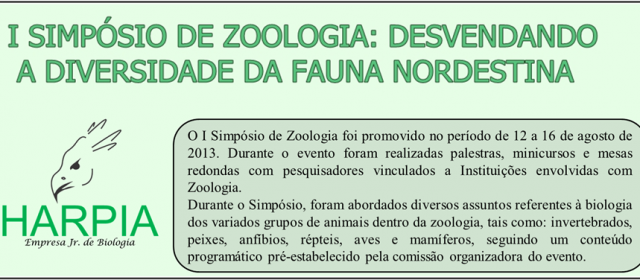 I SIMPÓSIO DE ZOOLOGIA: DESVENDANDO
A DIVERSIDADE DA FAUNA NORDESTINA
O I Simpósio de Zoologia foi promovido no período de 12 a 16 de agosto de
2013. Durante o evento foram realizadas palestras, minicursos e mesas
redondas com pesquisadores vinculados a Instituições envolvidas com
Zoologia.
Durante o Simpósio, foram abordados diversos assuntos referentes à biologia
dos variados grupos de animais dentro da zoologia, tais como: invertebrados,
peixes, anfíbios, répteis, aves e mamíferos, seguindo um conteúdo
programático pré-estabelecido pela comissão organizadora do evento.
HARPIA
Empresa Jr. de Biologia